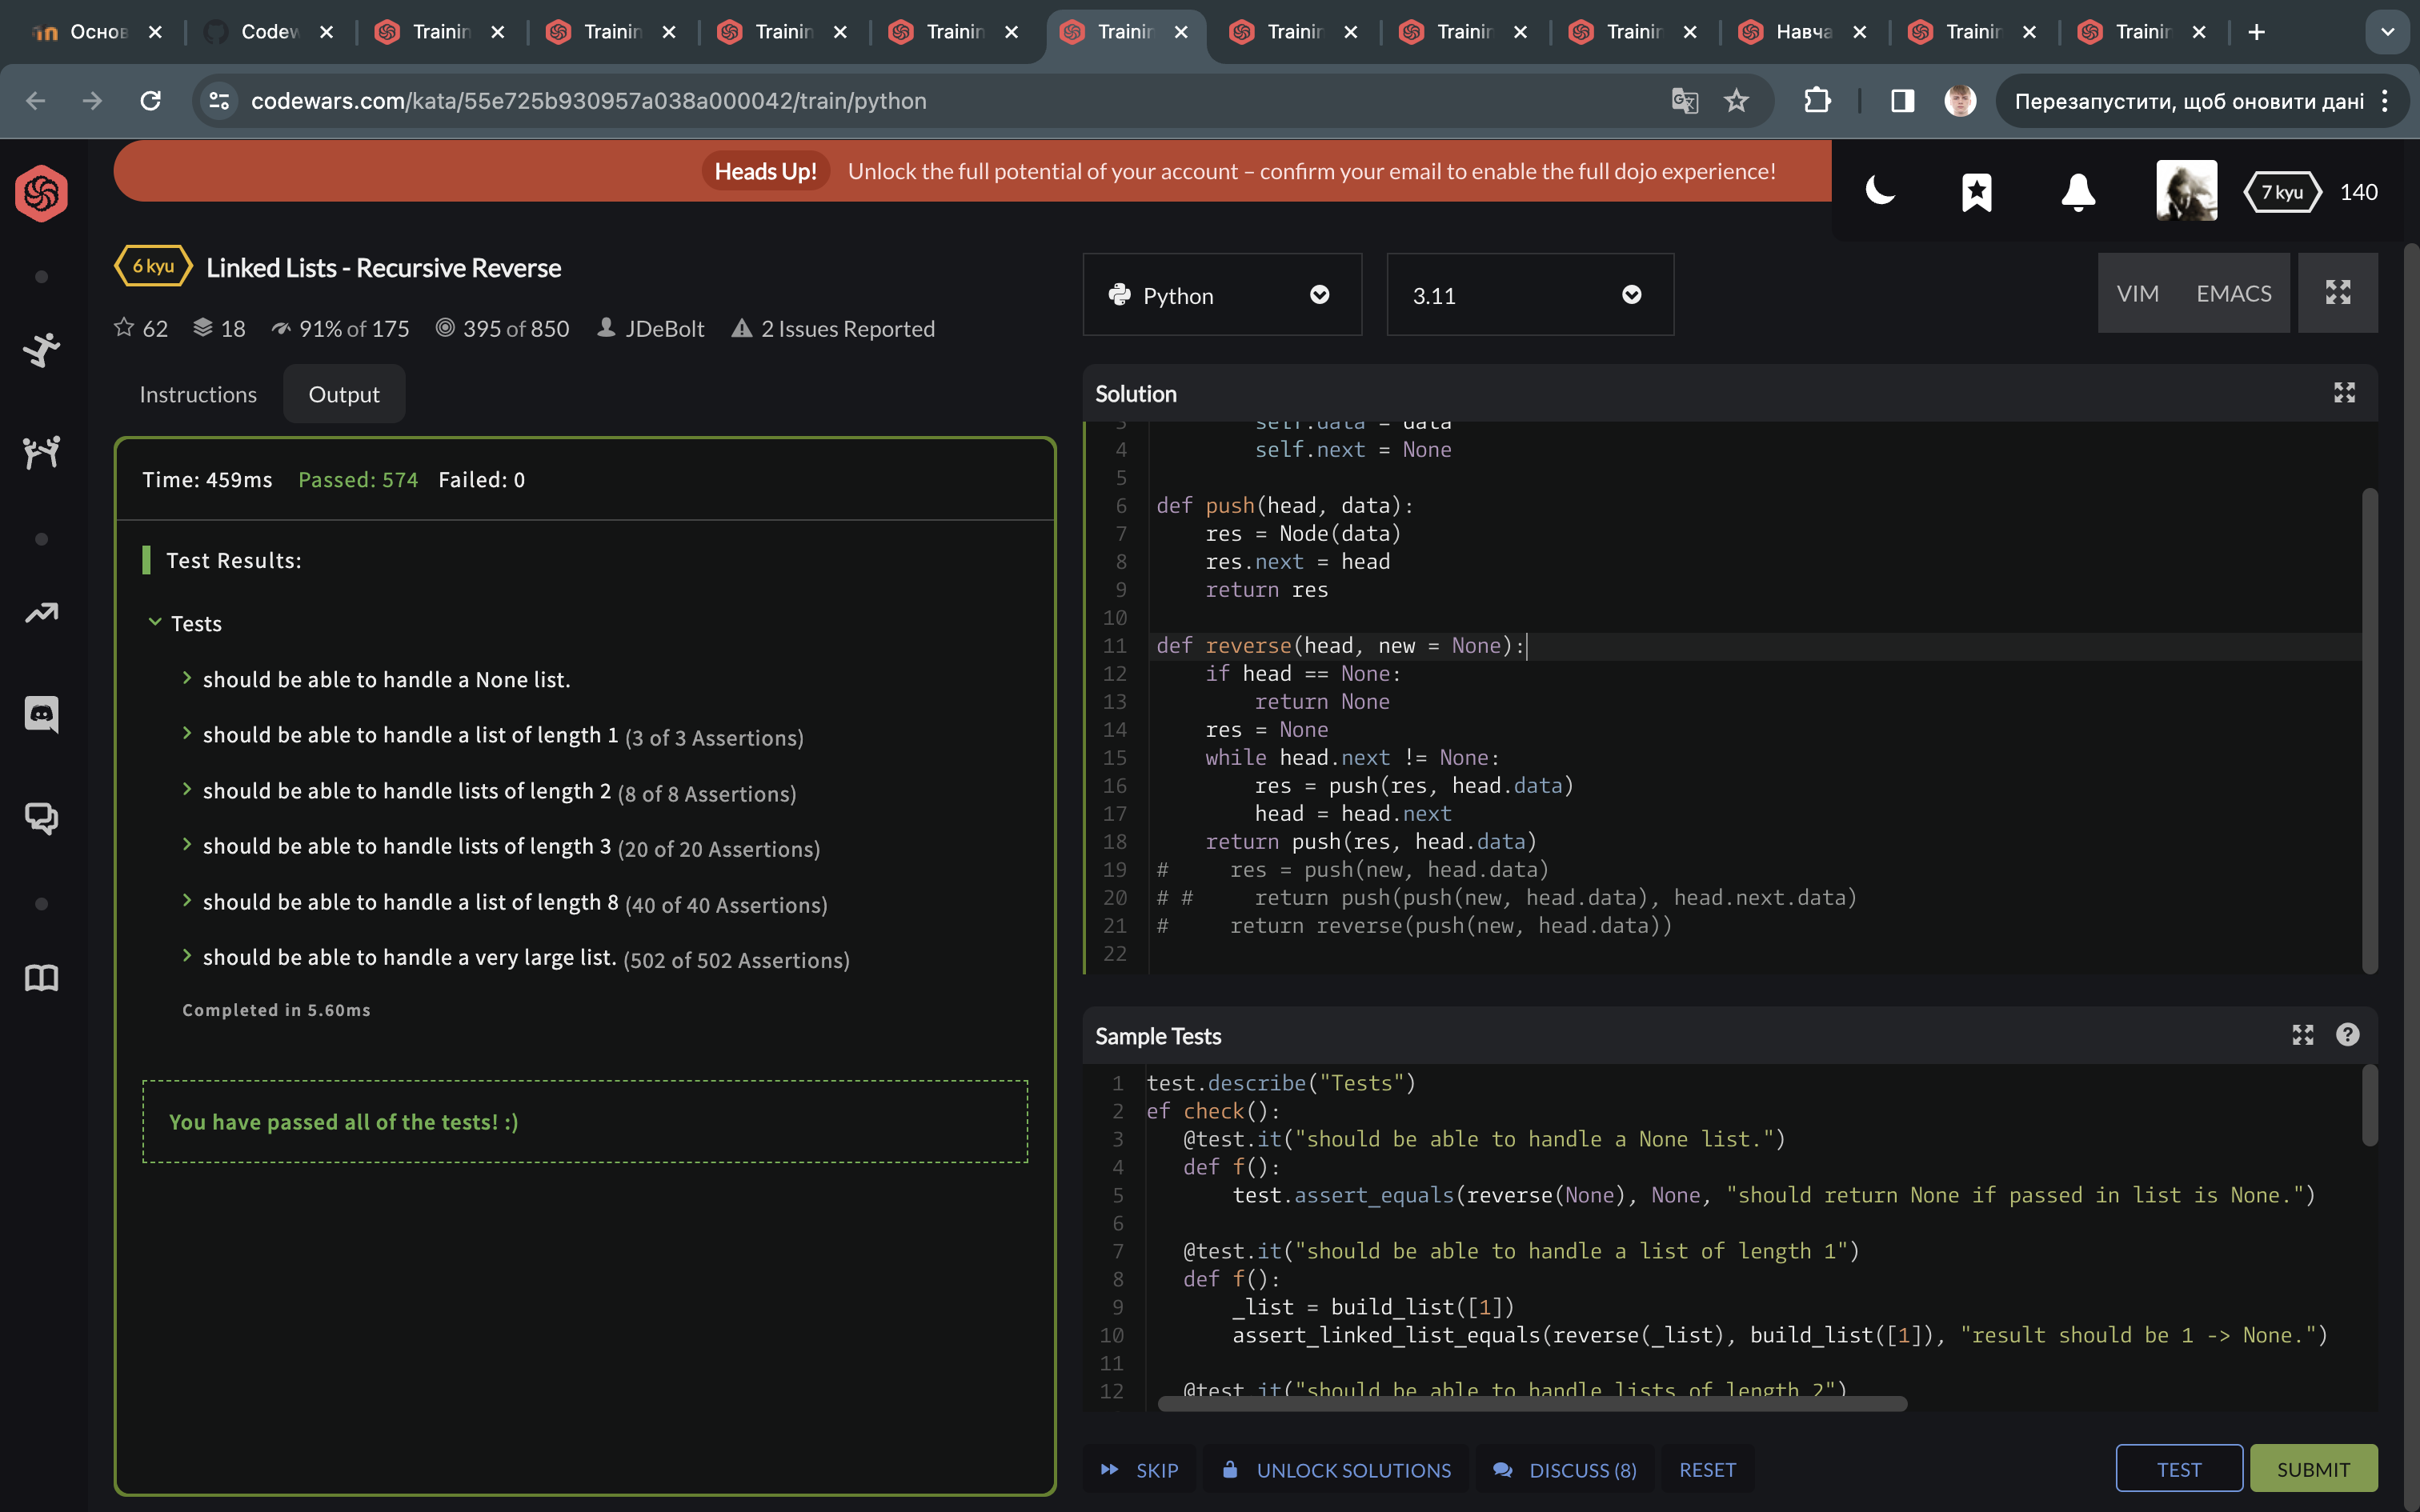 Основ
Codew
Trainin
Trainin
Trainin
Trainin
Trainin
Trainin
Trainin
Trainin
Навча
Trainin
Trainin
codewars.com/kata/55e725b930957a038a000042/train/python
Перезапустити, щоб оновити дані
Heads Up! Unlock the full potential of your account – confirm your email to enable the full dojo experience!
7 kyu 140
6 kyu Linked Lists - Recursive Reverse
62 18 91% of 175 395 of 850 JDeBolt 2 Issues Reported
Instructions Output
Time: 459ms Passed: 574 Failed: 0
Test Results:
Tests
should be able to handle a None list.
should be able to handle a list of length 1 (3 of 3 Assertions)
should be able to handle lists of length 2 (8 of 8 Assertions)
should be able to handle lists of length 3 (20 of 20 Assertions)
should be able to handle a list of length 8 (40 of 40 Assertions)
should be able to handle a very large list. (502 of 502 Assertions)
Completed in 5.60ms
You have passed all of the tests! :)
Python 3.11 VIM EMACS
Solution
3 self.data = data
4 self.next = None
5
6 def push(head, data):
7 res = Node(data)
8 res.next = head
9 return res
10
11 def reverse(head, new = None):
12 if head == None:
13 return None
14 res = None
15 while head.next != None:
16 res = push(res, head.data)
17 head = head.next
18 return push(res, head.data)
19 # res = push(new, head.data)
20 # # return push(push(new, head.data), head.next.data)
21 # return reverse(push(new, head.data))
22
Sample Tests
1 test.describe("Tests")
2 ef check():
3 @test.it("should be able to handle a None list.")
4 def f():
5 test.assert_equals(reverse(None), None, "should return None if passed in list is None.")
6
7 @test.it("should be able to handle a list of length 1")
8 def f():
9 _list = build_list([1])
10 assert_linked_list_equals(reverse(_list), build_list([1]), "result should be 1 -> None.")
11
12 @test.it("should be able to handle lists of length 2")
SKIP UNLOCK SOLUTIONS DISCUSS (8) RESET TEST SUBMIT